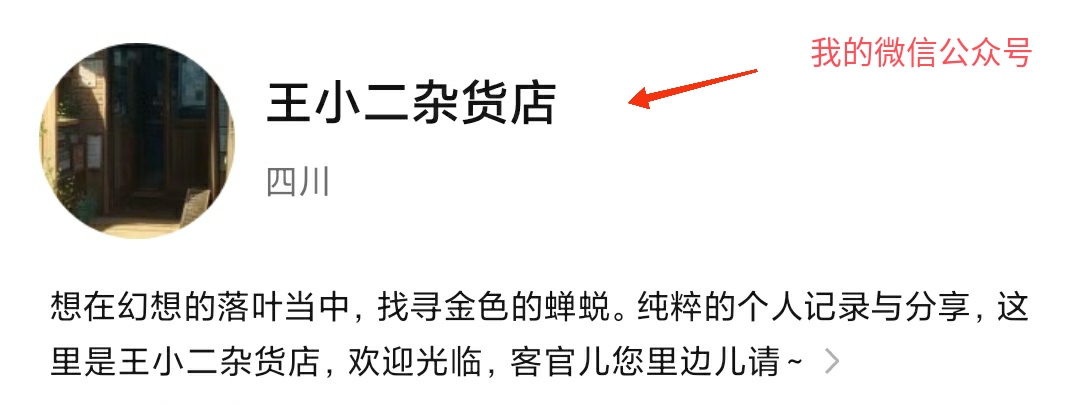 我的微信公众号
王小二杂货店
四川
想在幻想的落叶当中，找寻金色的蝉蜕。纯粹的个人记录与分享，这
里是王小二杂货店，欢迎光临，客官儿您里边儿请~